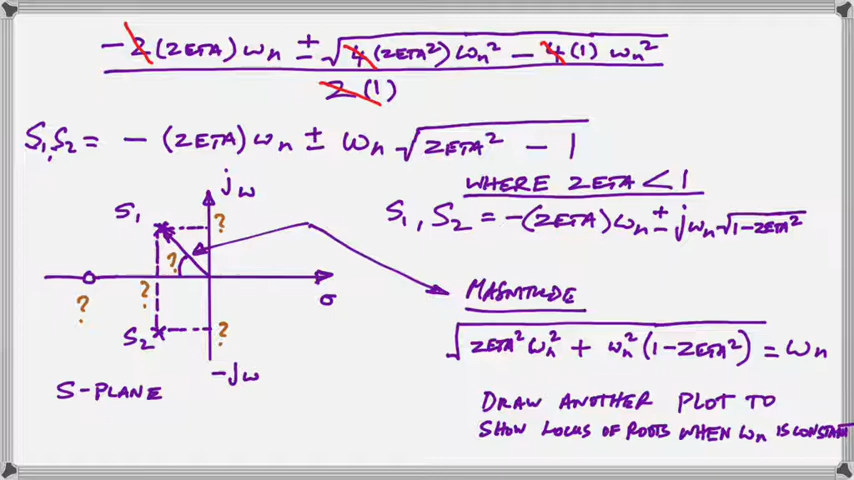 -2(ZETA)ωn ± √4(ZETA²)ωn² - 4(1)ωn²
2(1)
S1,S2 = -(ZETA)ωn ± ωn√ZETA² - 1
WHERE ZETA < 1
S1, S2 = -(ZETA)ωn ± jωn√1-ZETA²
jω
S1
?
?
?
?
σ
MAGNITUDE
S2
?
√ZETA²ωn² + ωn²(1-ZETA²) = ωn
-jω
S-PLANE
DRAW ANOTHER PLOT TO
SHOW LOCUS OF ROOTS WHEN ωn IS CONSTANT